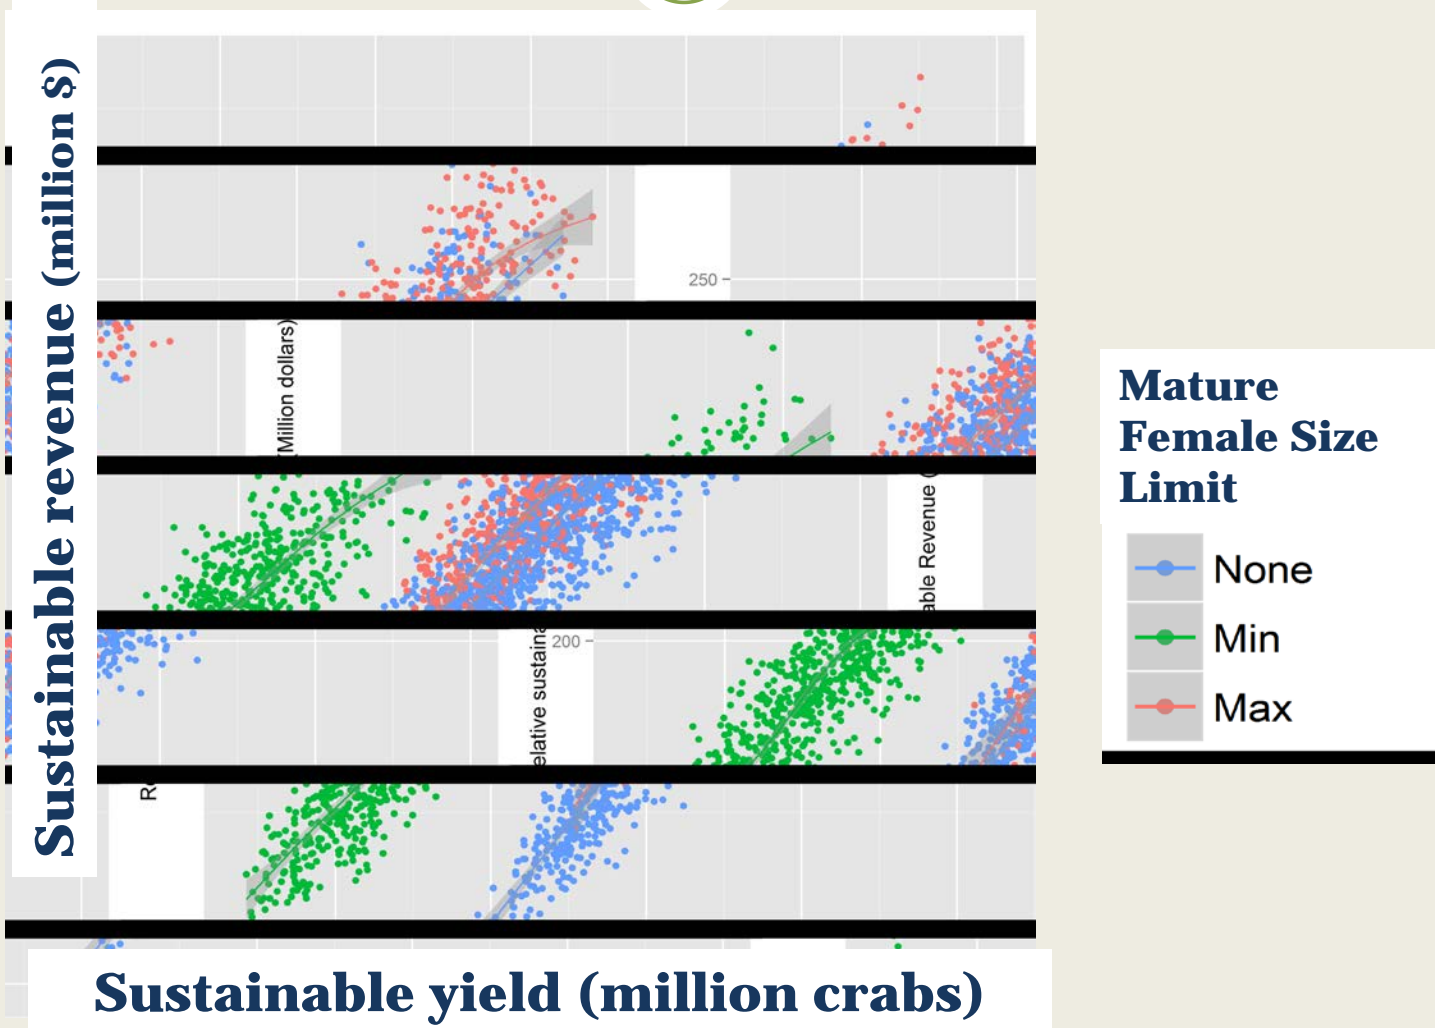 Sustainable revenue (million $)
250
(Million dollars)
able Revenue (
200
elative sustaina
R
Sustainable yield (million crabs)
Mature
Female Size
Limit
None
Min
Max